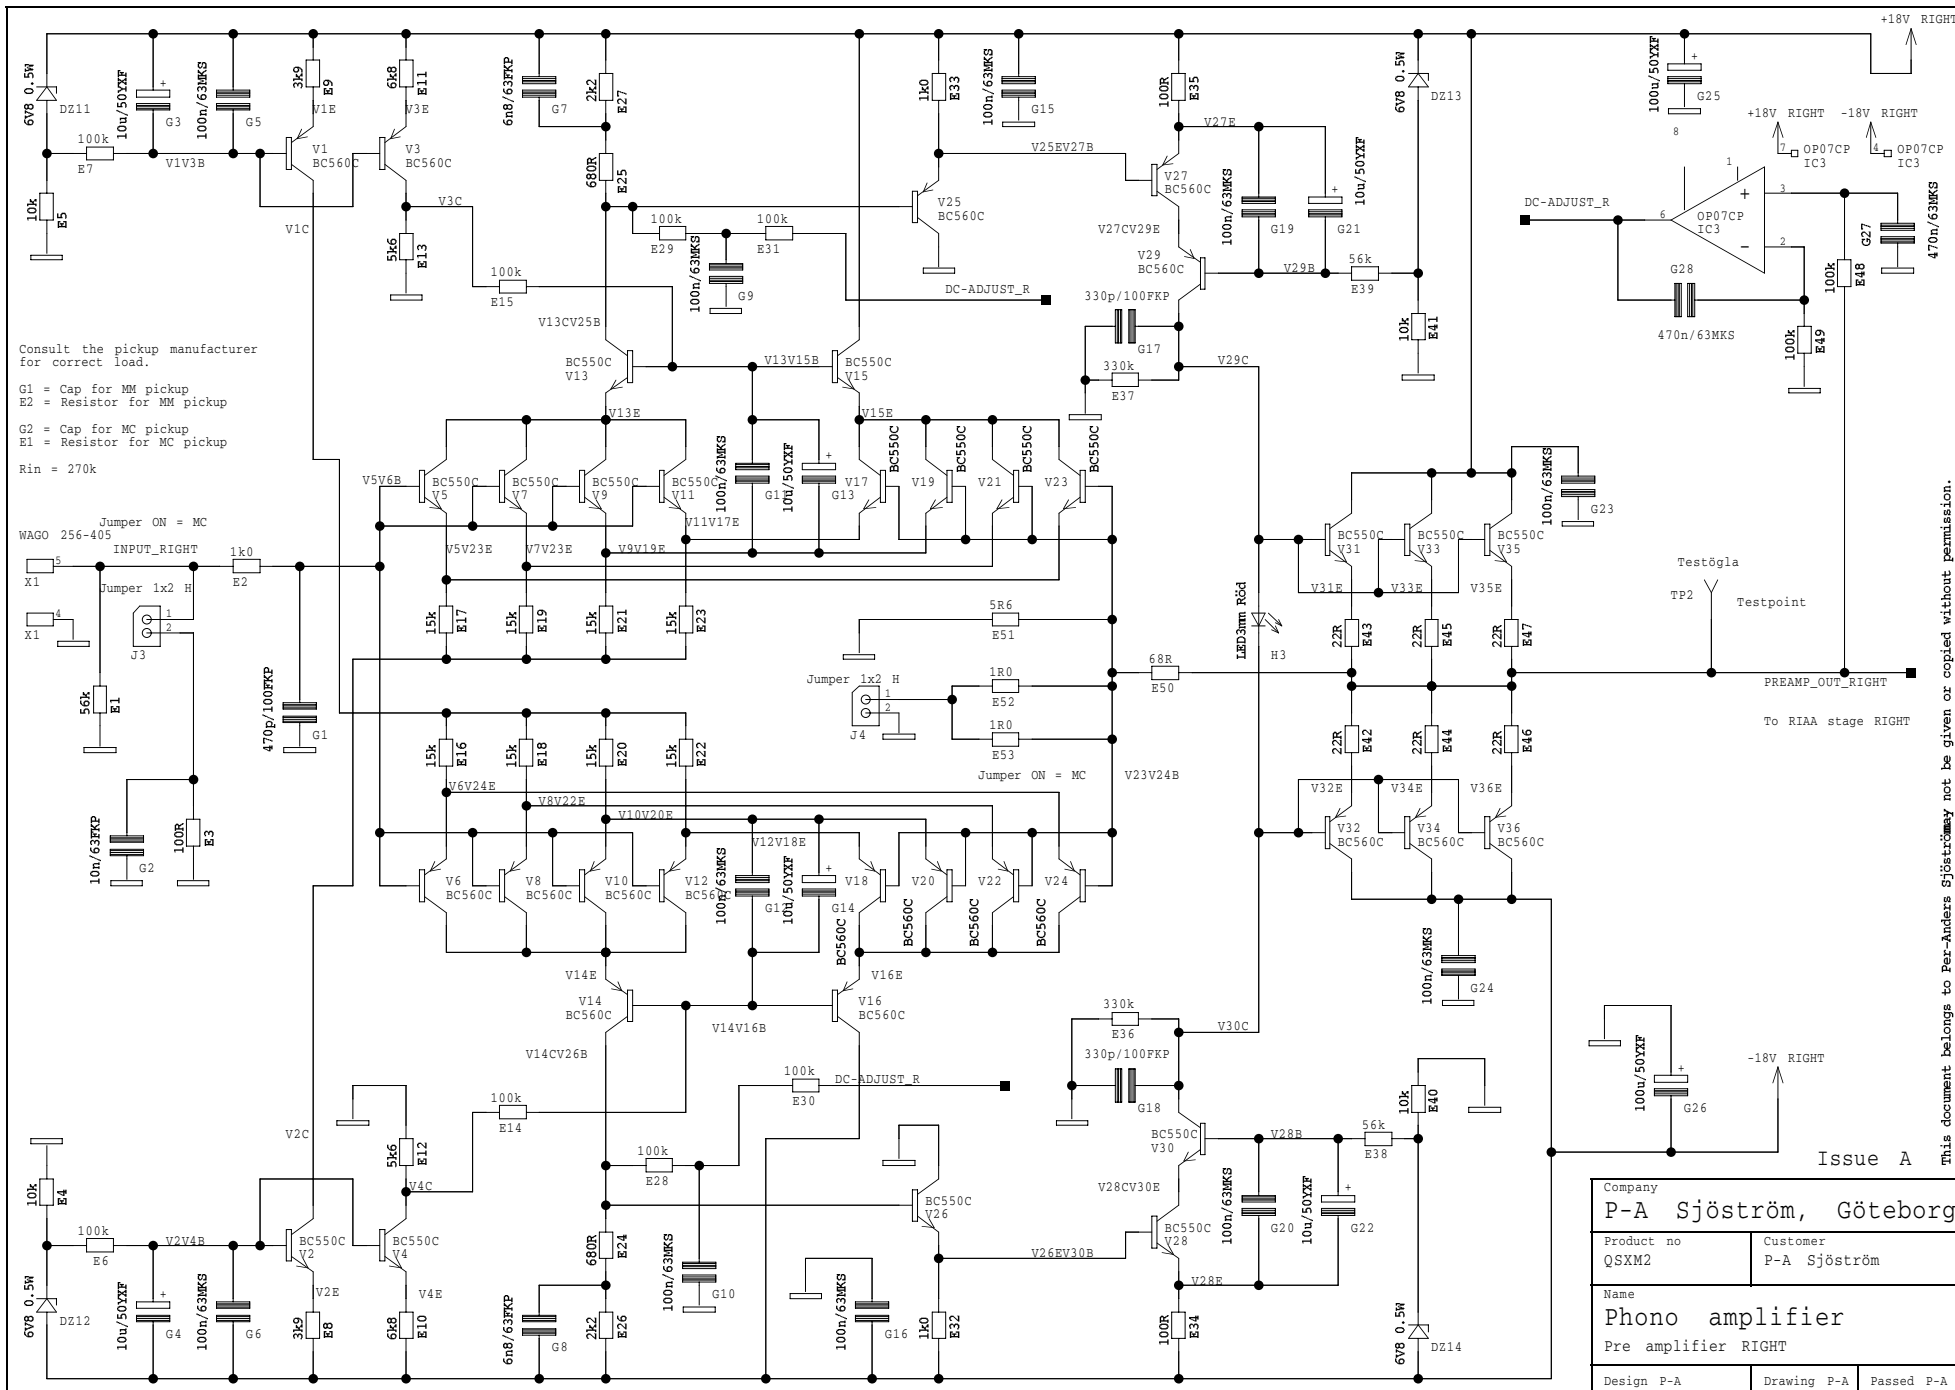 +18V RIGHT
6V8 0.5W
DZ11
10u/50YXF
+
G3
100n/63MKS
G5
3k9
E9
V1E
6k8
E11
V3E
6n8/63FKP
G7
2k2
E27
1k0
E33
100n/63MKS
G15
100R
E35
6V8 0.5W
DZ13
100u/50YXF
+
G25
8
+18V RIGHT
-18V RIGHT
7
OP07CP
IC3
4
OP07CP
IC3
100k
E7
V1V3B
V1
BC560C
V3
BC560C
680R
E25
V25EV27B
V27E
V27
BC560C
100n/63MKS
G19
10u/50YXF
+
G21
1
3
+
OP07CP
IC3
-
2
6
DC-ADJUST_R
470n/63MKS
G27
10k
E5
V1C
V3C
5k6
E13
100k
E29
100k
E31
V25
BC560C
V27CV29E
V29
BC560C
V29B
56k
E39
G28
470n/63MKS
100k
E48
100k
E15
100n/63MKS
G9
DC-ADJUST_R
330p/100FKP
G17
10k
E41
100k
E49
V13CV25B
BC550C
V13
V13V15B
BC550C
V15
330k
E37
V29C
Consult the pickup manufacturer
for correct load.
G1 = Cap for MM pickup
E2 = Resistor for MM pickup
G2 = Cap for MC pickup
E1 = Resistor for MC pickup
Rin = 270k
V13E
V15E
V5V6B
BC550C
V5
BC550C
V7
BC550C
V9
BC550C
V11
100n/63MKS
G11
10u/50YXF
+
G13
V17
BC550C
V19
BC550C
V21
BC550C
V23
BC550C
100n/63MKS
G23
V11V17E
V5V23E
V7V23E
V9V19E
BC550C
V31
BC550C
V33
BC550C
V35
Jumper ON = MC
WAGO 256-405
INPUT_RIGHT
5
X1
1k0
E2
Jumper 1x2 H
1
2
J3
4
X1
V31E
V33E
V35E
Testögla
TP2
Testpoint
15k
E17
15k
E19
15k
E21
15k
E23
5R6
E51
LED3mm Röd
H3
22R
E43
22R
E45
22R
E47
56k
E1
470p/100FKP
G1
Jumper 1x2 H
1
2
J4
1R0
E52
1R0
E53
68R
E50
PREAMP_OUT_RIGHT
To RIAA stage RIGHT
15k
E16
15k
E18
15k
E20
15k
E22
Jumper ON = MC
V23V24B
22R
E42
22R
E44
22R
E46
V6V24E
V8V22E
V10V20E
V12V18E
V32E
V34E
V36E
10n/63FKP
G2
100R
E3
V6
BC560C
V8
BC560C
V10
BC560C
V12
BC560C
100n/63MKS
G12
10u/50YXF
+
G14
V18
BC560C
V20
BC560C
V22
BC560C
V24
BC560C
V32
BC560C
V34
BC560C
V36
BC560C
V14E
V14
BC560C
V16E
V16
BC560C
V14V16B
V14CV26B
100n/63MKS
G24
330k
E36
V30C
330p/100FKP
G18
100u/50YXF
+
G26
-18V RIGHT
100k
E14
100k
E30
DC-ADJUST_R
10k
E40
V2C
5k6
E12
V4C
100k
E28
BC550C
V30
V28B
56k
E38
10k
E4
100k
E6
V2V4B
BC550C
V2
BC550C
V4
680R
E24
100n/63MKS
G10
BC550C
V26
V26EV30B
V28CV30E
BC550C
V28
100n/63MKS
G20
10u/50YXF
+
G22
V28E
6V8 0.5W
DZ12
10u/50YXF
+
G4
100n/63MKS
G6
V2E
3k9
E8
V4E
6k8
E10
6n8/63FKP
G8
2k2
E26
100n/63MKS
G16
1k0
E32
100R
E34
6V8 0.5W
DZ14
This document belongs to Per-Anders Sjöström may not be given or copied without permission.
Issue A
Company
P-A Sjöström, Göteborg
Product no
QSXM2
Customer
P-A Sjöström
Name
Phono amplifier
Pre amplifier RIGHT
Design P-A
Drawing P-A
Passed P-A